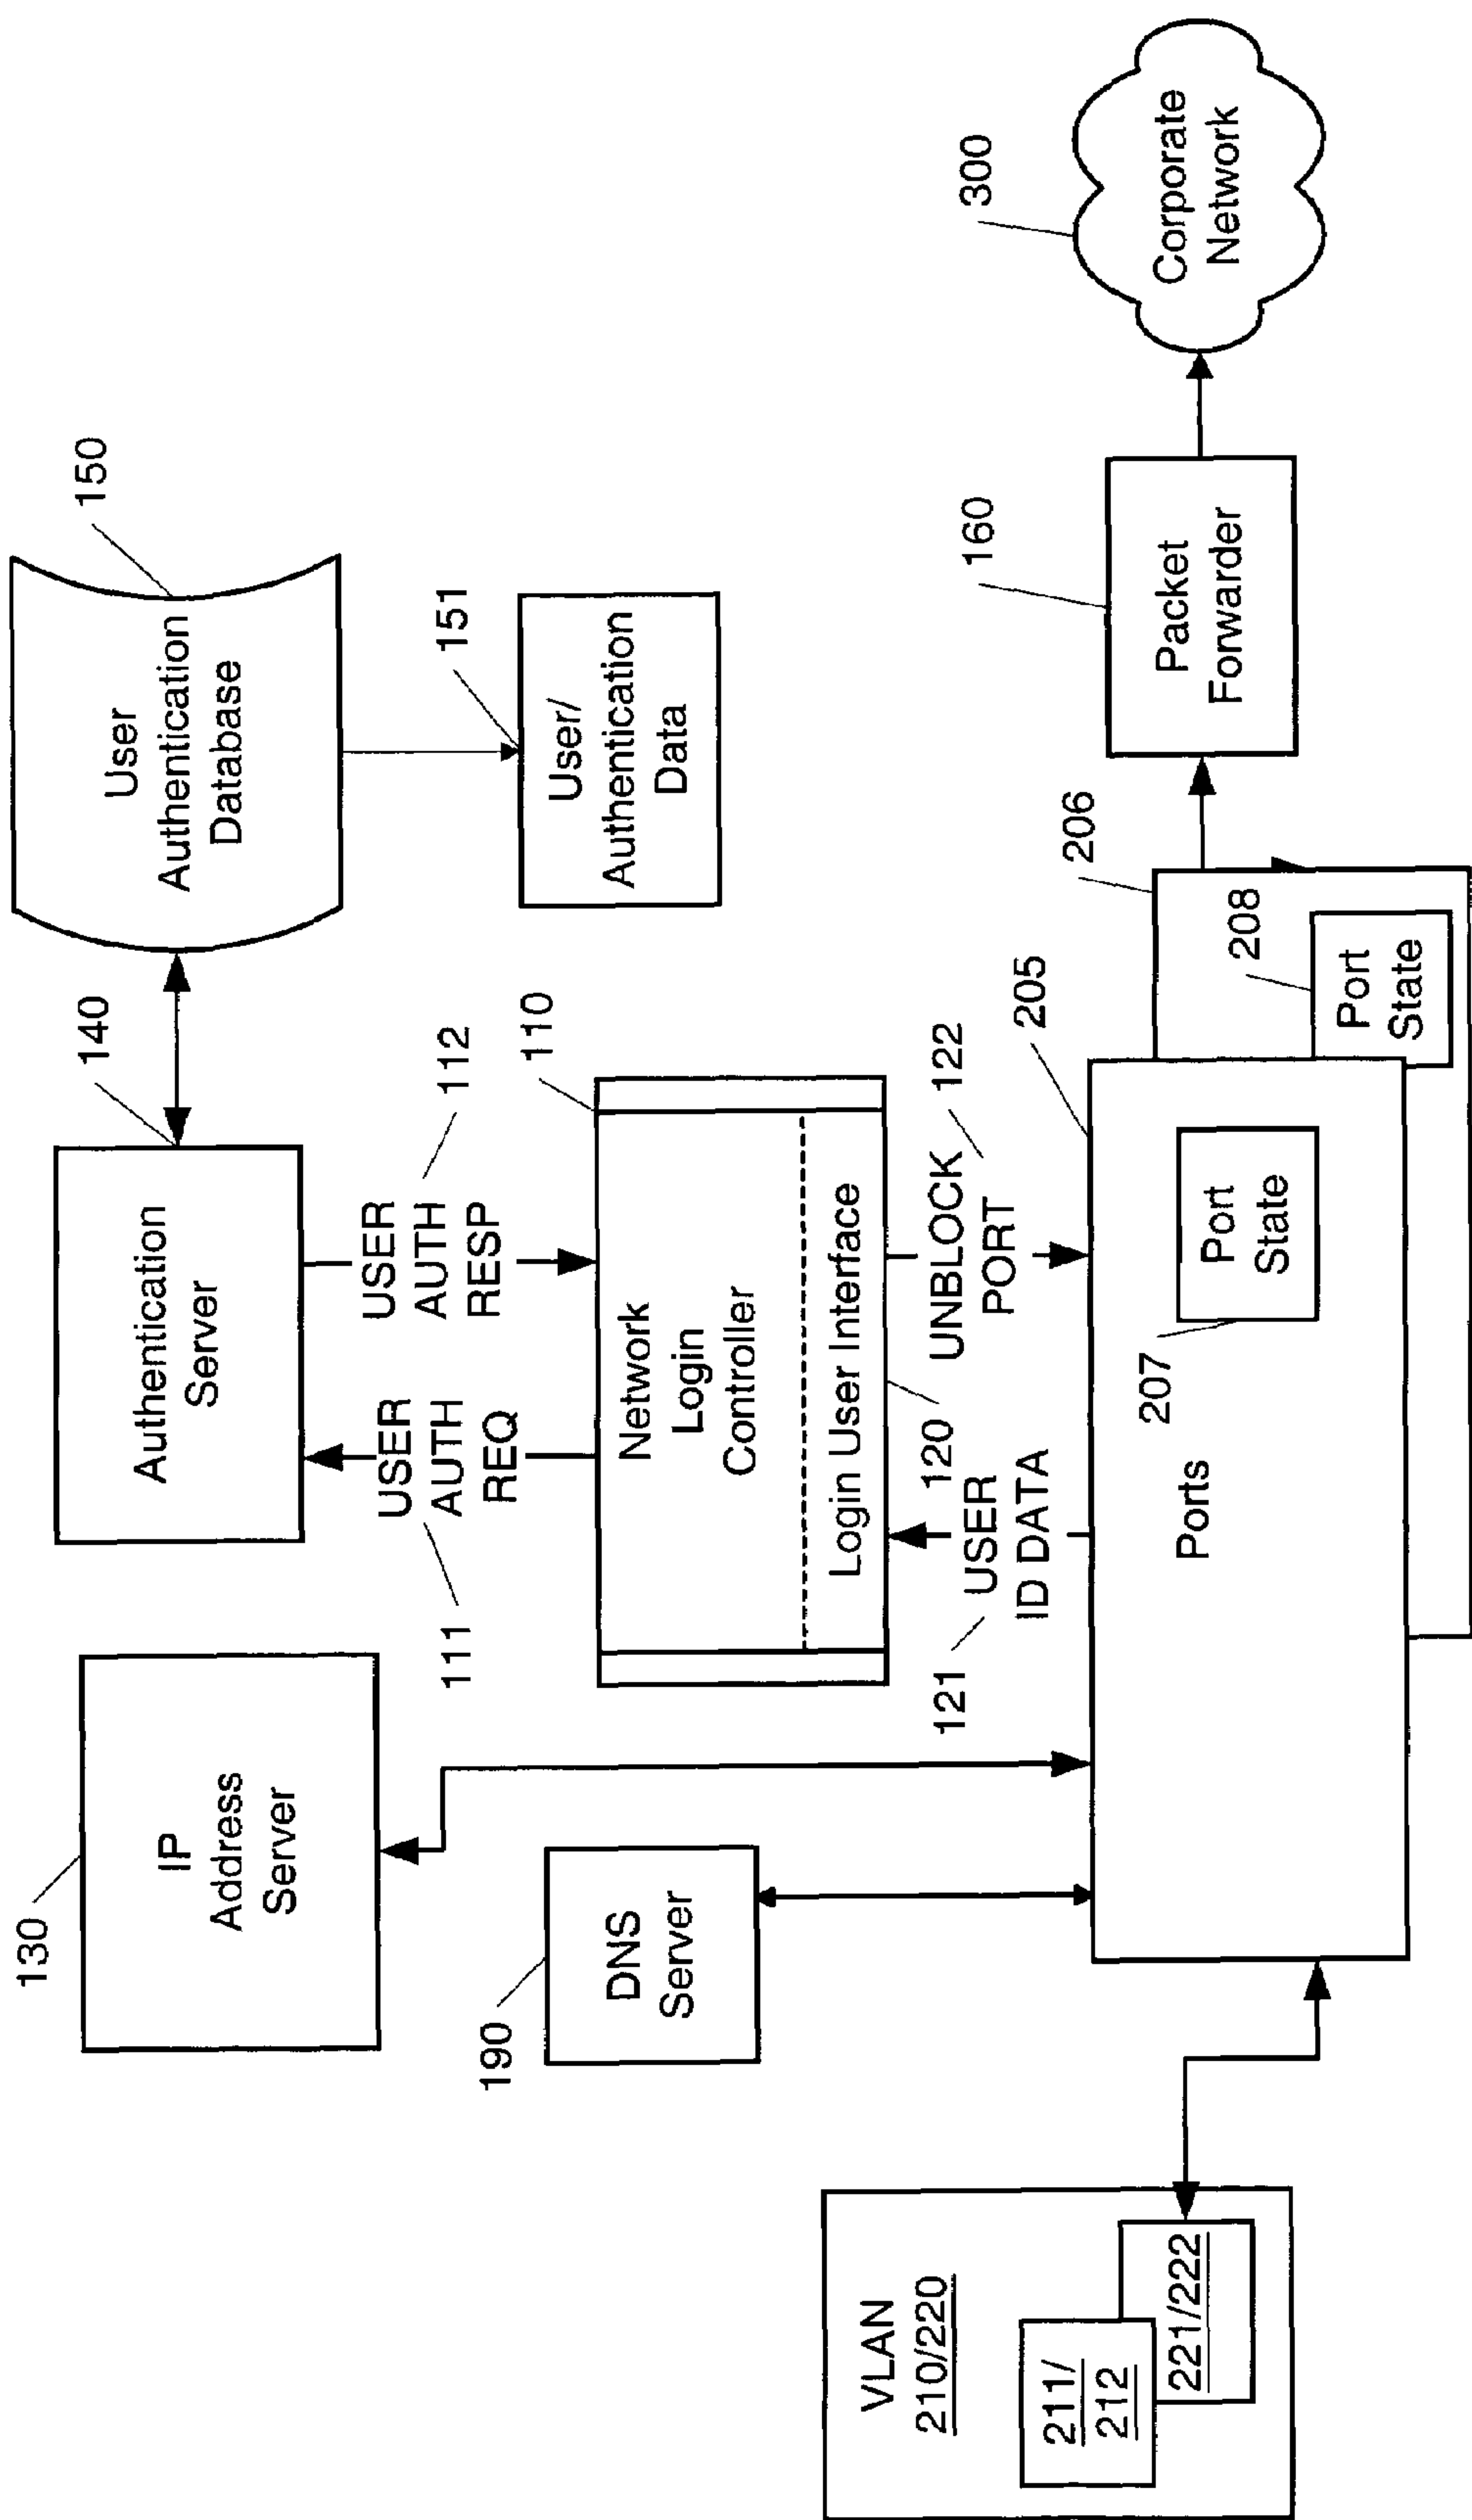 130
IP
Address
Server
140
Authentication
Server
150
User
Authentication
Database
151
User/
Authentication
Data
111
USER
AUTH
REQ
112
USER
AUTH
RESP
190
DNS
Server
110
Network
Login
Controller
Login User Interface
120
121
USER
ID DATA
122
UNBLOCK
PORT
205
206
Ports
207
Port
State
208
Port
State
160
Packet
Forwarder
300
Corporate
Network
VLAN
210/220
211/
212
221/222